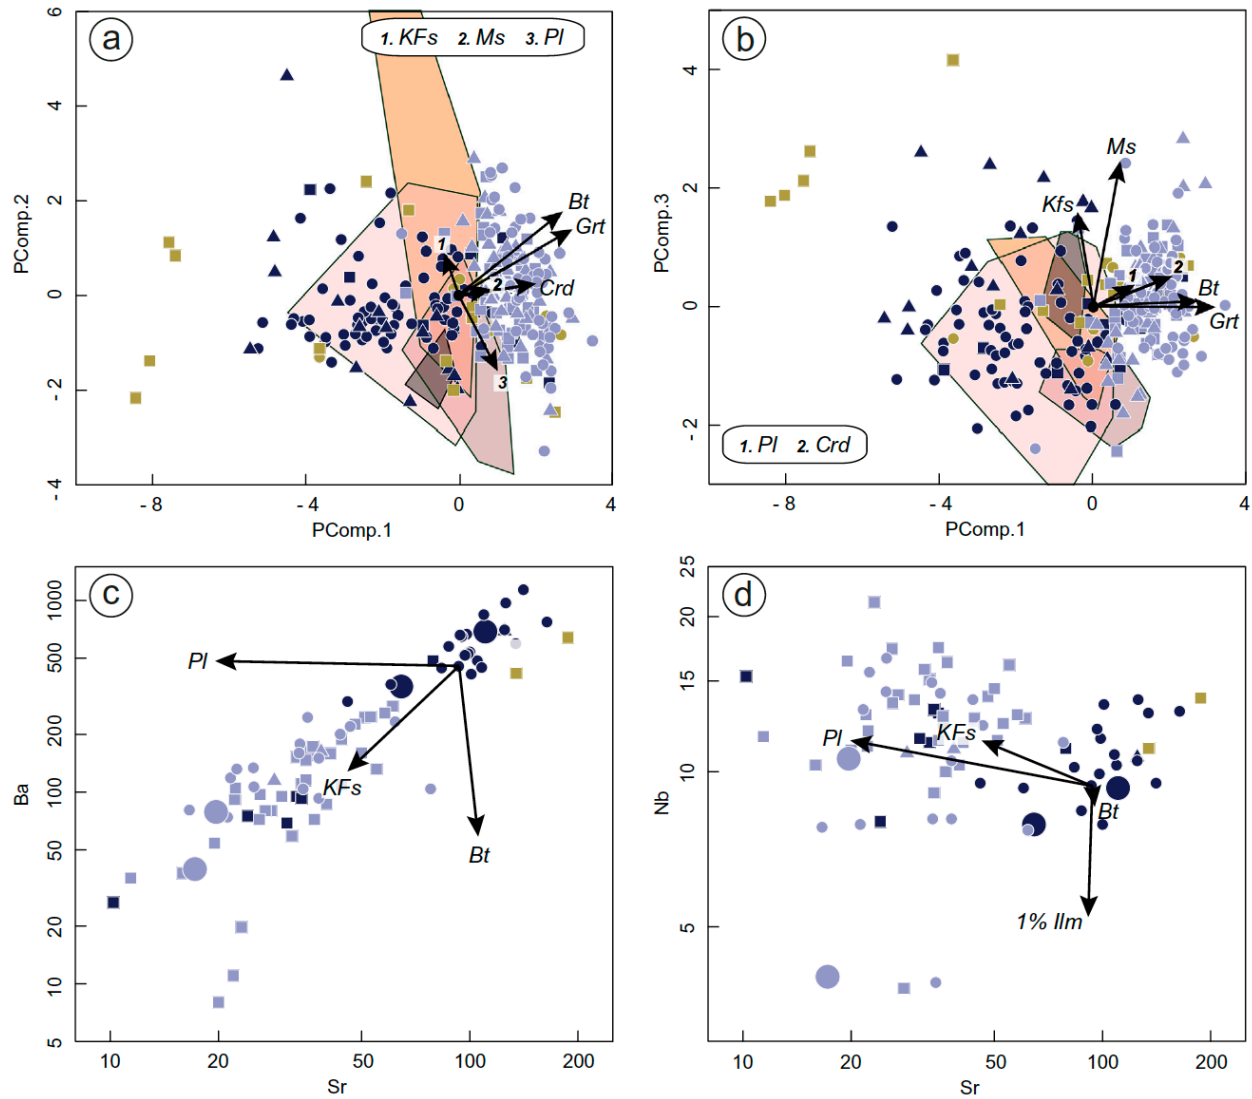 a
1. KFs 2. Ms 3. Pl
6
4
2
0
- 2
- 4
PComp.2
Bt
Grt
Crd
1
2
3
- 8
- 4
0
4
PComp.1
b
4
2
0
- 2
PComp.3
Ms
Kfs
1
2
Bt
Grt
1. Pl 2. Crd
- 8
- 4
0
4
PComp.1
c
1000
500
200
100
50
20
10
5
Ba
Pl
KFs
Bt
10
20
50
100
200
Sr
d
25
20
15
10
5
Nb
Pl
KFs
Bt
1% Ilm
10
20
50
100
200
Sr